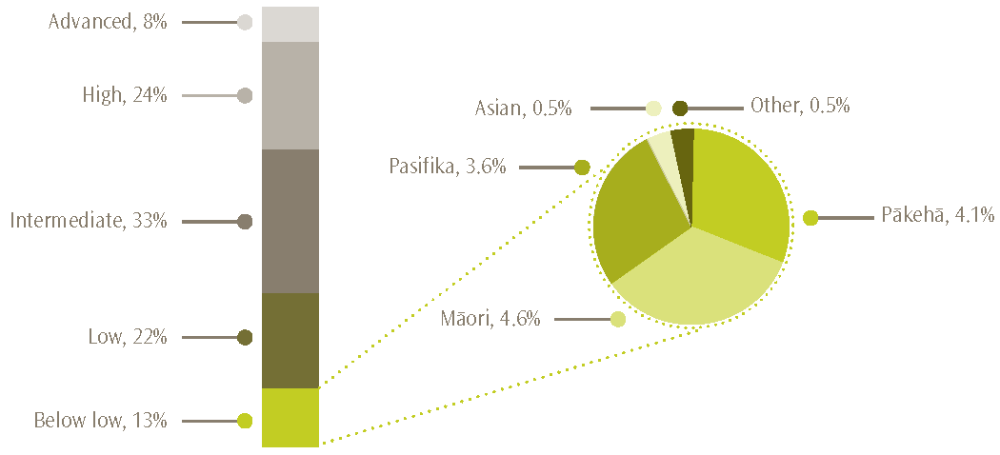 Advanced, 8%
High, 24%
Intermediate, 33%
Low, 22%
Below low, 13%
Asian, 0.5%
Other, 0.5%
Pasifika, 3.6%
Pākehā, 4.1%
Māori, 4.6%